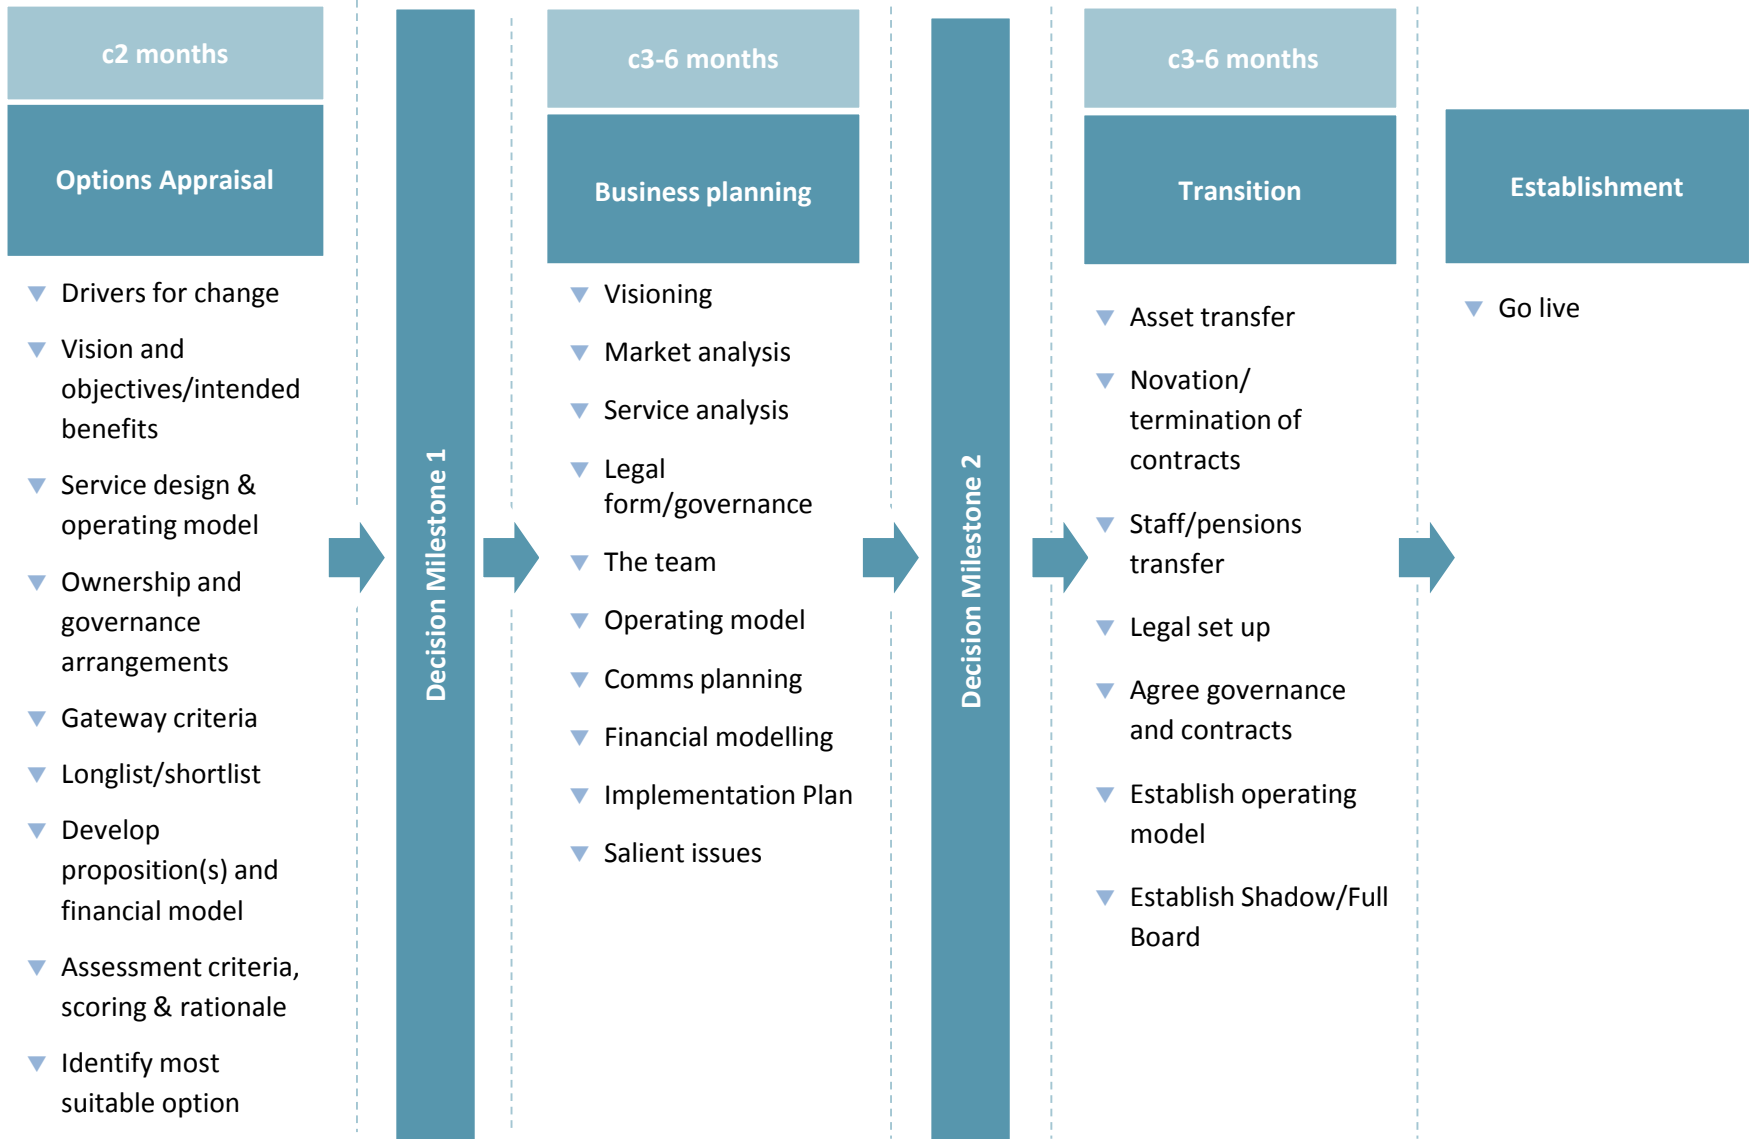 c2 months
Options Appraisal
Drivers for change
Vision and
objectives/intended
benefits
Service design &
operating model
Ownership and
governance
arrangements
Gateway criteria
Longlist/shortlist
Develop
proposition(s) and
financial model
Assessment criteria,
scoring & rationale
Identify most
suitable option
Decision Milestone 1
c3-6 months
Business planning
Visioning
Market analysis
Service analysis
Legal
form/governance
The team
Operating model
Comms planning
Financial modelling
Implementation Plan
Salient issues
Decision Milestone 2
c3-6 months
Transition
Asset transfer
Novation/
termination of
contracts
Staff/pensions
transfer
Legal set up
Agree governance
and contracts
Establish operating
model
Establish Shadow/Full
Board
Establishment
Go live